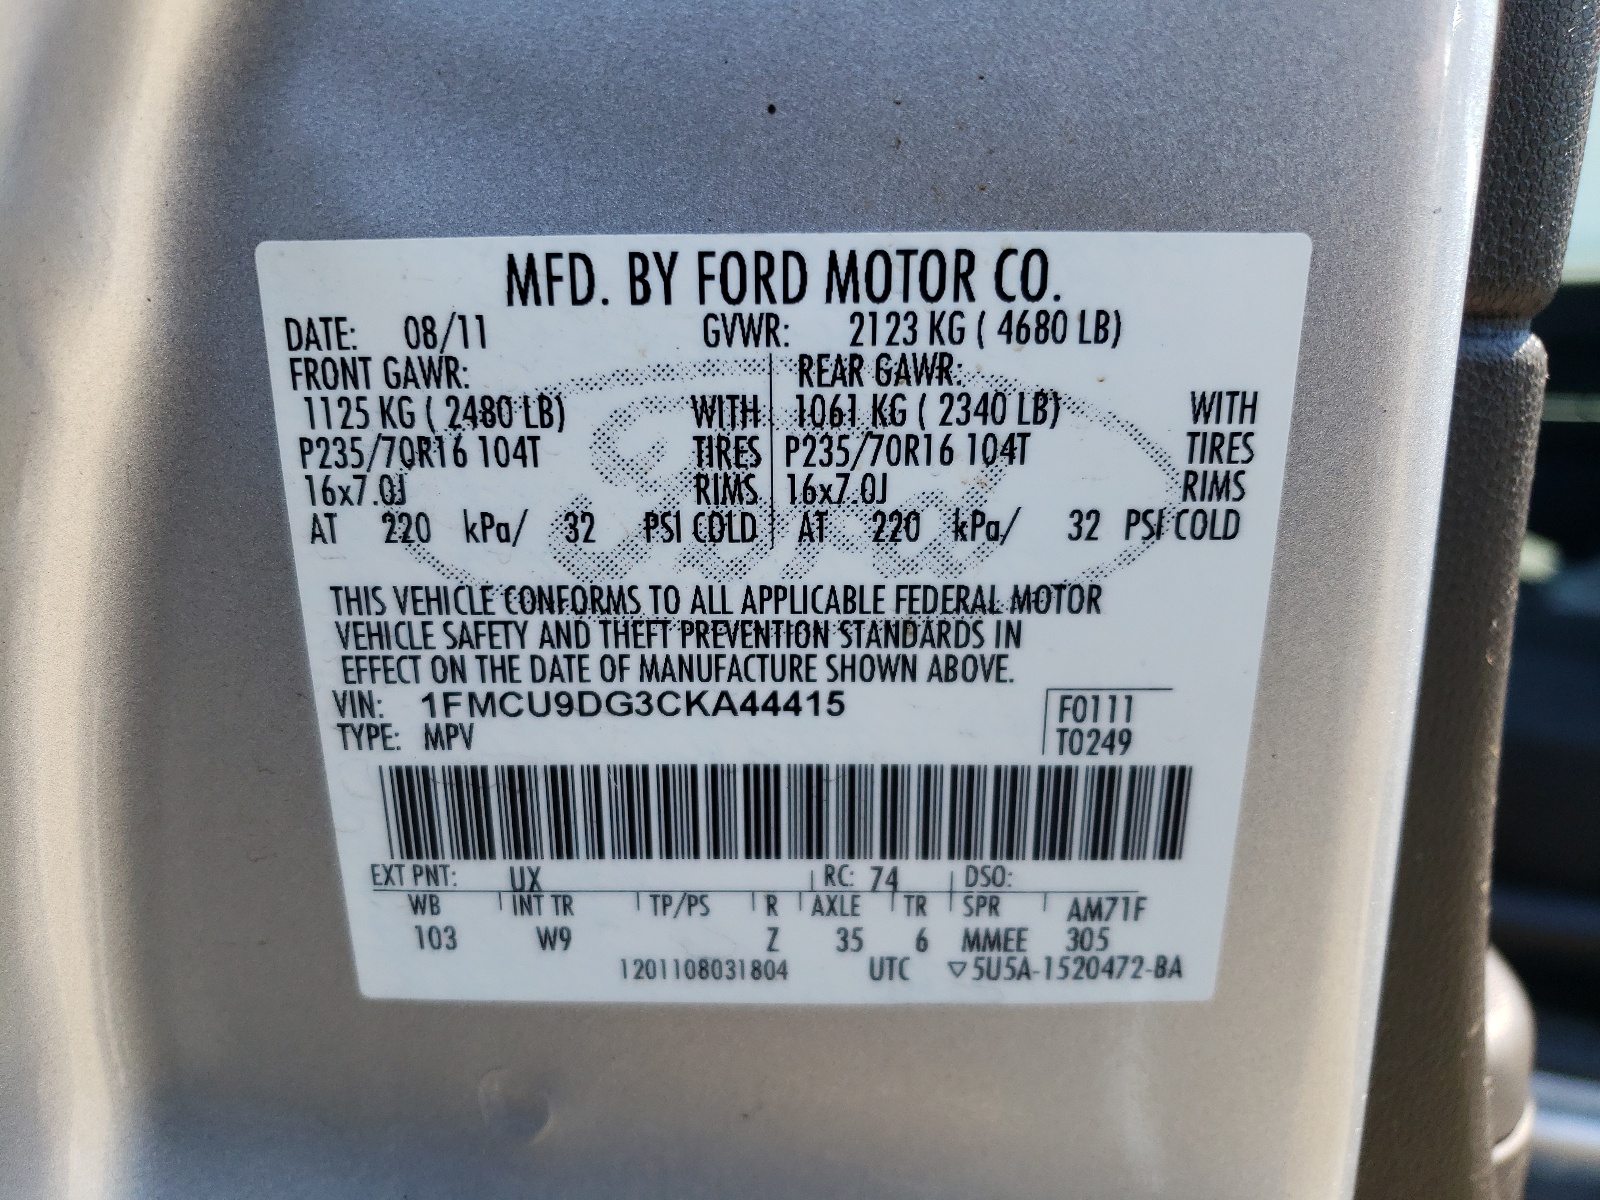 MFD. BY FORD MOTOR CO.
DATE: 08/11 GVWR: 2123 KG ( 4680 LB)
FRONT GAWR: REAR GAWR:
1125 KG ( 2480 LB) WITH 1061 KG ( 2340 LB) WITH
P235/70R16 104T TIRES P235/70R16 104T TIRES
16x7.0J RIMS 16x7.0J RIMS
AT 220 kPa/ 32 PSI COLD AT 220 kPa/ 32 PSI COLD
Ford
THIS VEHICLE CONFORMS TO ALL APPLICABLE FEDERAL MOTOR
VEHICLE SAFETY AND THEFT PREVENTION STANDARDS IN
EFFECT ON THE DATE OF MANUFACTURE SHOWN ABOVE.
VIN: 1FMCU9DG3CKA44415 F0111
TYPE: MPV T0249
EXT PNT: UX RC: 74 DSO:
WB INT TR TP/PS R AXLE TR SPR AM71F
103 W9 Z 35 6 MMEE 305
1201108031804 UTC ▽5U5A-1520472-BA